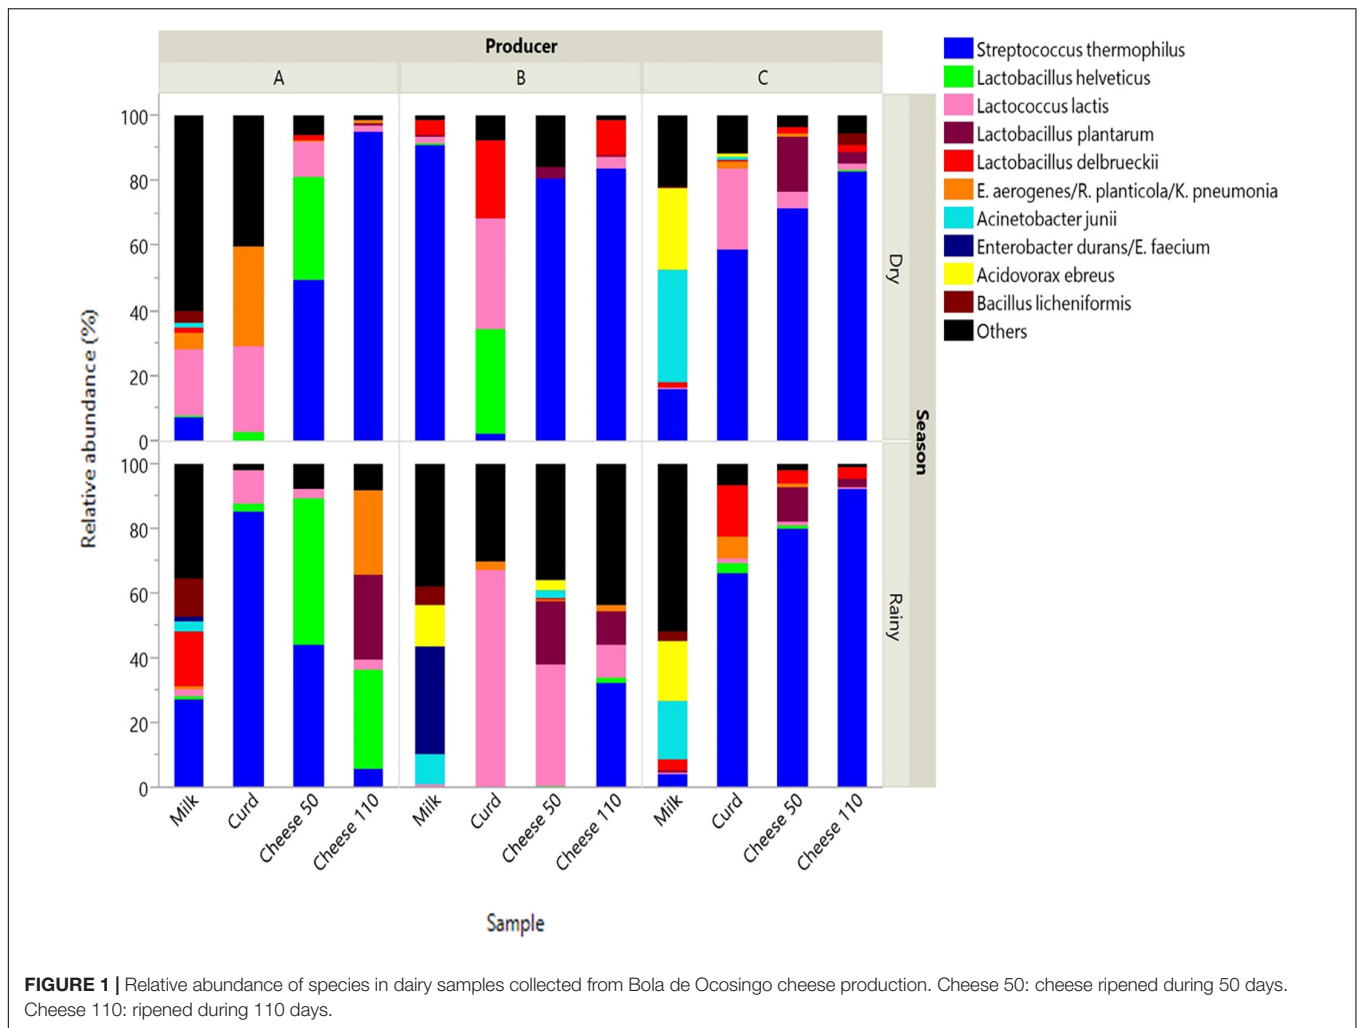 Producer
A
B
C
Streptococcus thermophilus
Lactobacillus helveticus
Lactococcus lactis
Lactobacillus plantarum
Lactobacillus delbrueckii
E. aerogenes/R. planticola/K. pneumonia
Acinetobacter junii
Enterobacter durans/E. faecium
Acidovorax ebreus
Bacillus licheniformis
Others
Relative abundance (%)
100
80
60
40
20
0
100
80
60
40
20
0
Dry
Rainy
Season
Milk
Curd
Cheese 50
Cheese 110
Milk
Curd
Cheese 50
Cheese 110
Milk
Curd
Cheese 50
Cheese 110
Sample
FIGURE 1 | Relative abundance of species in dairy samples collected from Bola de Ocosingo cheese production. Cheese 50: cheese ripened during 50 days.
Cheese 110: ripened during 110 days.